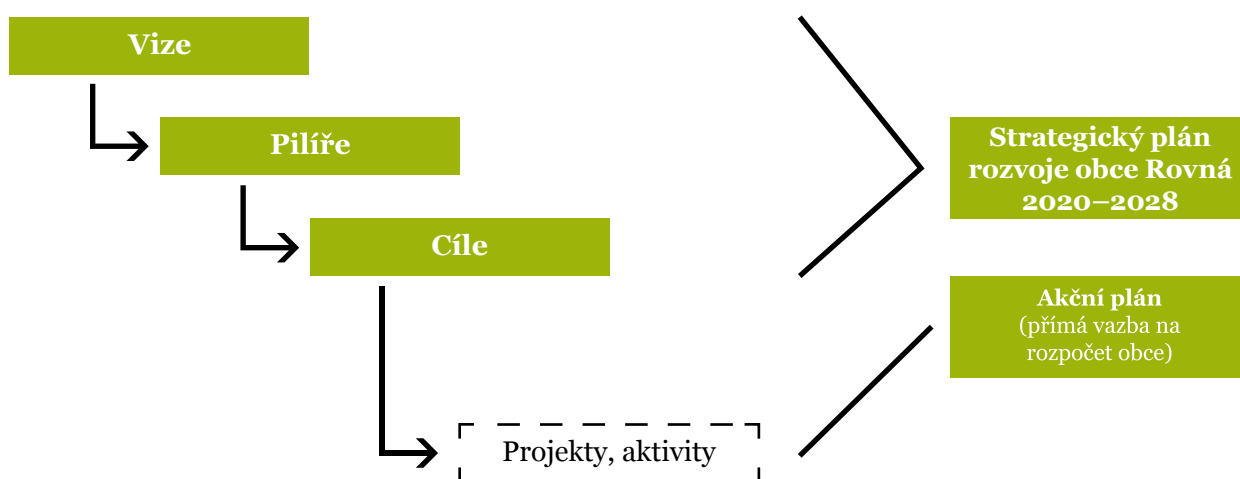 Vize
Pilíře
Cíle
Projekty, aktivity
Strategický plán
rozvoje obce Rovná
2020–2028
Akční plán
(přímá vazba na
rozpočet obce)